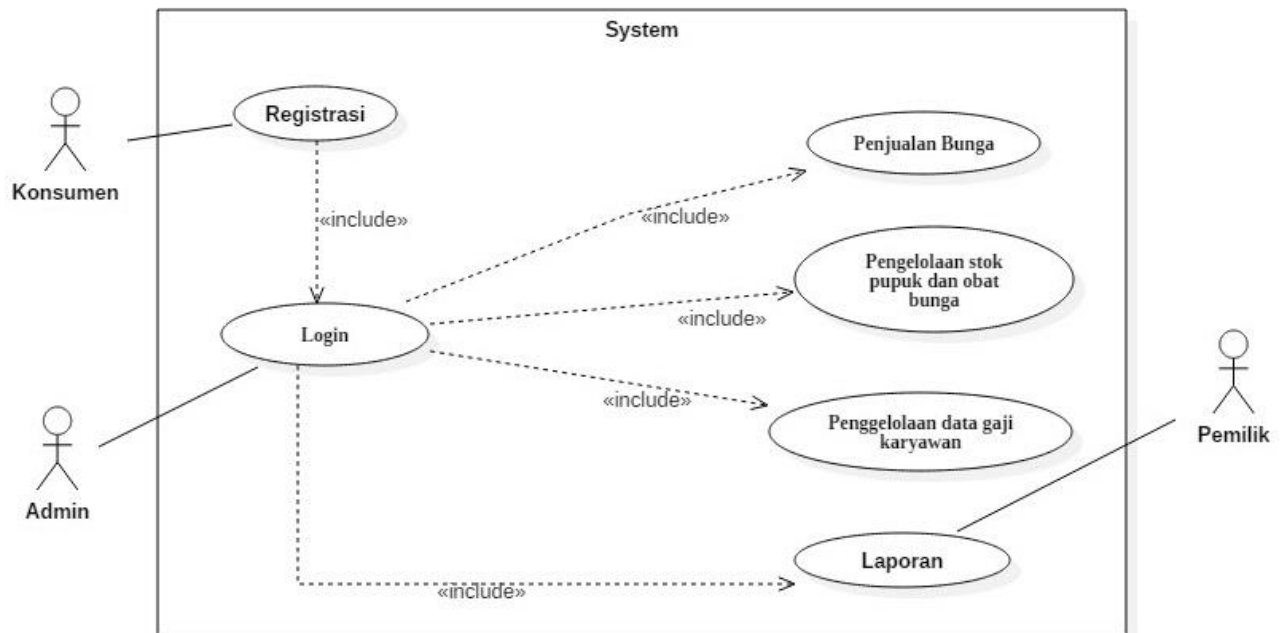 System
Registrasi
Konsumen
Penjualan Bunga
«include»
«include»
Pengelolaan stok
pupuk dan obat
bunga
«include»
Login
«include»
Penggelolaan data gaji
karyawan
Pemilik
Admin
Laporan
«include»